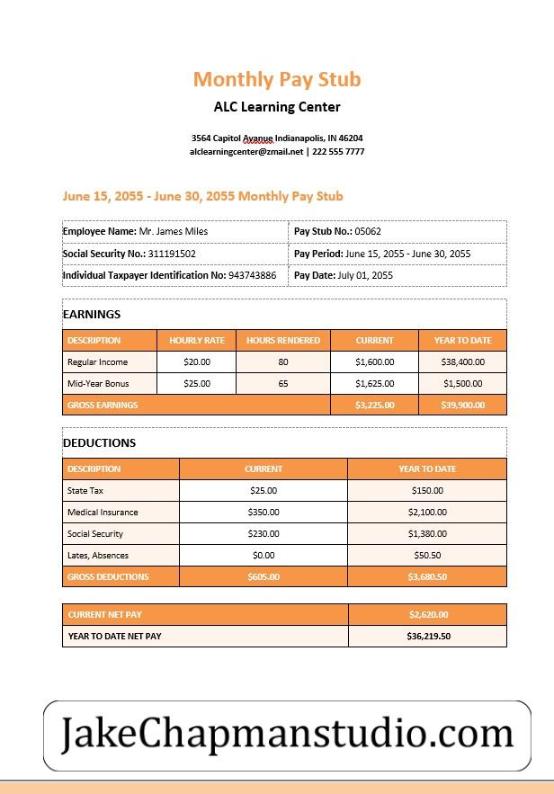 Monthly Pay Stub
ALC Learning Center
3564 Capitol Avanue Indianapolis, IN 46204
alclearningcenter@zmail.net | 222 555 7777
June 15, 2055 - June 30, 2055 Monthly Pay Stub
Employee Name: Mr. James Miles Pay Stub No.: 05062
Social Security No.: 311191502 Pay Period: June 15, 2055 - June 30, 2055
Individual Taxpayer Identification No: 943743886 Pay Date: July 01, 2055
EARNINGS
DESCRIPTION HOURLY RATE HOURS RENDERED CURRENT YEAR TO DATE
Regular Income $20.00 80 $1,600.00 $38,400.00
Mid-Year Bonus $25.00 65 $1,625.00 $1,500.00
GROSS EARNINGS $3,225.00 $39,900.00
DEDUCTIONS
DESCRIPTION CURRENT YEAR TO DATE
State Tax $25.00 $150.00
Medical Insurance $350.00 $2,100.00
Social Security $230.00 $1,380.00
Lates, Absences $0.00 $50.50
GROSS DEDUCTIONS $605.00 $3,680.50
CURRENT NET PAY $2,620.00
YEAR TO DATE NET PAY $36,219.50
JakeChapmanstudio.com